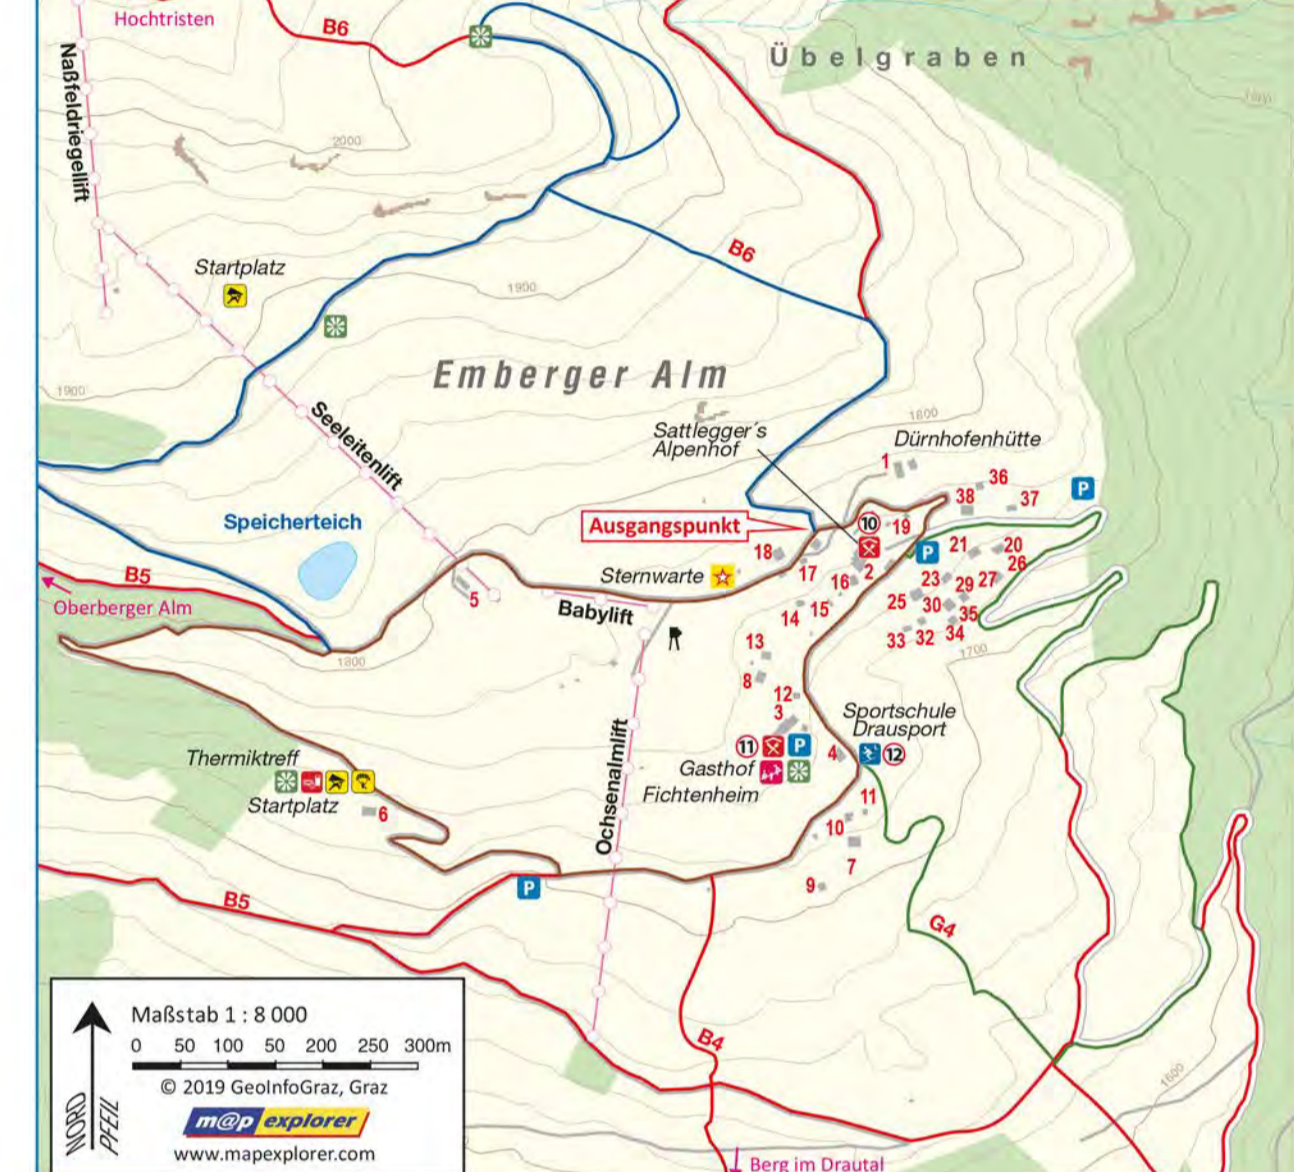 Hochtristen
B6
Übelgraben
Naßfeldriegellift
2000
Startplatz
B6
1900
1900
Emberger Alm
1800
Sattlegger´s
Alpenhof
Dürnhofenhütte
Seeleitenlift
1
36
38
37
P
Speicherteich
Ausgangspunkt
10
19
18
P
21
20
26
Sternwarte
17
16
2
23
29
27
B5
Oberberger Alm
5
Babylift
14
15
25
30
35
33
32
34
1800
13
1700
8
12
3
Sportschule
Drausport
11
P
4
12
Thermiktreff
Gasthof
Fichtenheim
Startplatz
6
Ochsenalmlift
11
10
7
9
P
B5
G4
B4
1600
Maßstab 1 : 8 000
0 50 100 50 200 250 300m
© 2019 GeoInfoGraz, Graz
NORD
PFEIL
m@p explorer
www.mapexplorer.com
Berg im Drautal